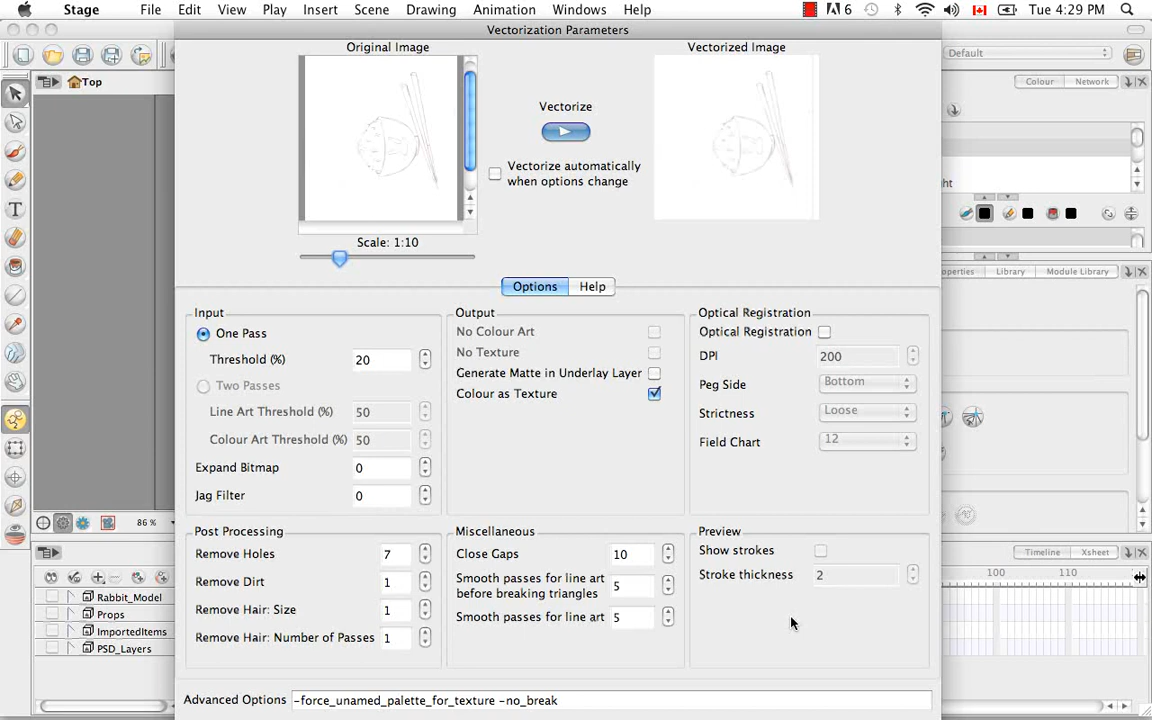 Stage File Edit View Play Insert Scene Drawing Animation Windows Help 6 Tue 4:29 PM
Vectorization Parameters
Top
Default
Original Image
Vectorized Image
Colour Network
Vectorize
Vectorize automatically
when options change
ht
Scale: 1:10
operties Library Module Library
Options Help
Input
One Pass
Threshold (%) 20
Two Passes
Line Art Threshold (%) 50
Colour Art Threshold (%) 50
Expand Bitmap 0
Jag Filter 0
Output
No Colour Art
No Texture
Generate Matte in Underlay Layer
Colour as Texture
Optical Registration
Optical Registration
DPI 200
Peg Side Bottom
Strictness Loose
Field Chart 12
86 %
Post Processing
Remove Holes 7
Remove Dirt 1
Remove Hair: Size 1
Remove Hair: Number of Passes 1
Miscellaneous
Close Gaps 10
Smooth passes for line art
before breaking triangles 5
Smooth passes for line art 5
Preview
Show strokes
Stroke thickness 2
Timeline Xsheet
100 110
Rabbit_Model
Props
ImportedItems
PSD_Layers
Advanced Options -force_unamed_palette_for_texture -no_break